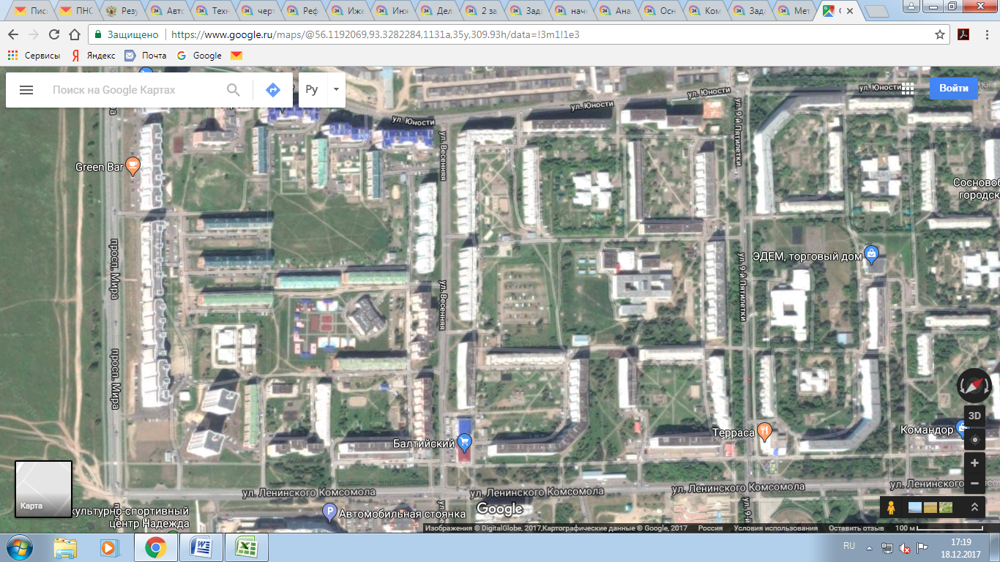 Пис
ПНС
Резу
Авто
Техн
черт
Реф
Иже
Инж
Дел
2 за
Зада
наче
Ана.
Осн
Ком
Зада
Мет
Защищено
https://www.google.ru/maps/@56.1192069,93.3282284,1131a,35y,309.93h/data=!3m1!1e3
Сервисы
Яндекс
Почта
Google
Поиск на Google Картах
Ру
Войти
ул. Юности
ул. Юности
ул. Юности
ул. Юности
Green Bar
ул. Весенняя
ул. 9-й Пятилетки
Сосновоб
городск
просп. Мира
ул. Весенняя
ул. 9-й Пятилетки
ЭДЕМ, торговый дом
просп. Мира
3D
Балтийский
Терраса
Командор
Карта
ул. Ленинского Комсомола
ул. Ленинского Комсомола
ул. Ленинского Комсомола
ул. Ленинского
культурно-спортивный
центр Надежда
Автомобильная стоянка
Google
ул. 9-й
Изображения © DigitalGlobe, 2017,Картографические данные © Google, 2017
Россия
Условия использования
Оставить отзыв
100 м
RU
17:19
18.12.2017